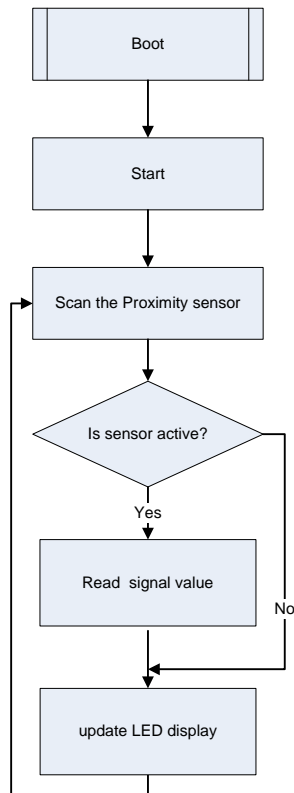 Boot
Start
Scan the Proximity sensor
Is sensor active?
Yes
Read  signal value
No
update LED display